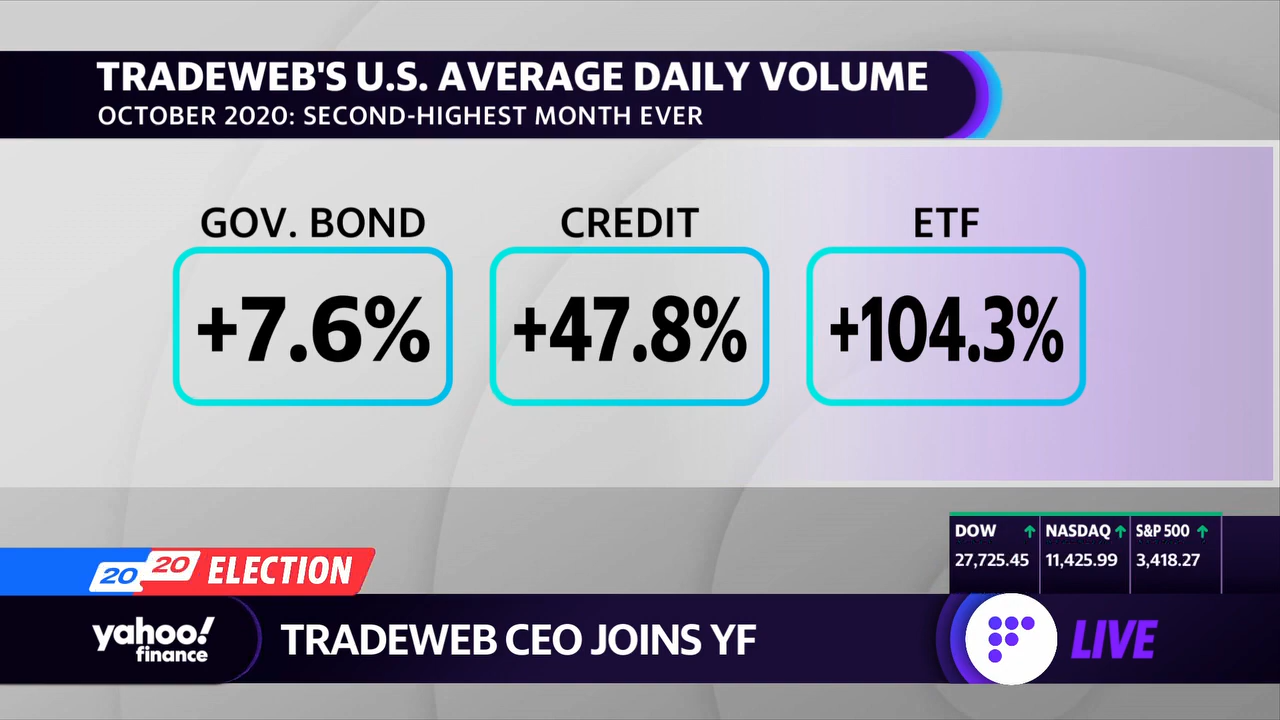 TRADEWEB'S U.S. AVERAGE DAILY VOLUME
OCTOBER 2020: SECOND-HIGHEST MONTH EVER
GOV. BOND CREDIT ETF
+7.6% +47.8% +104.3%
DOW NASDAQ S&P 500
27,725.45 11,425.99 3,418.27
20 20 ELECTION
yahoo!
finance
TRADEWEB CEO JOINS YF
LIVE